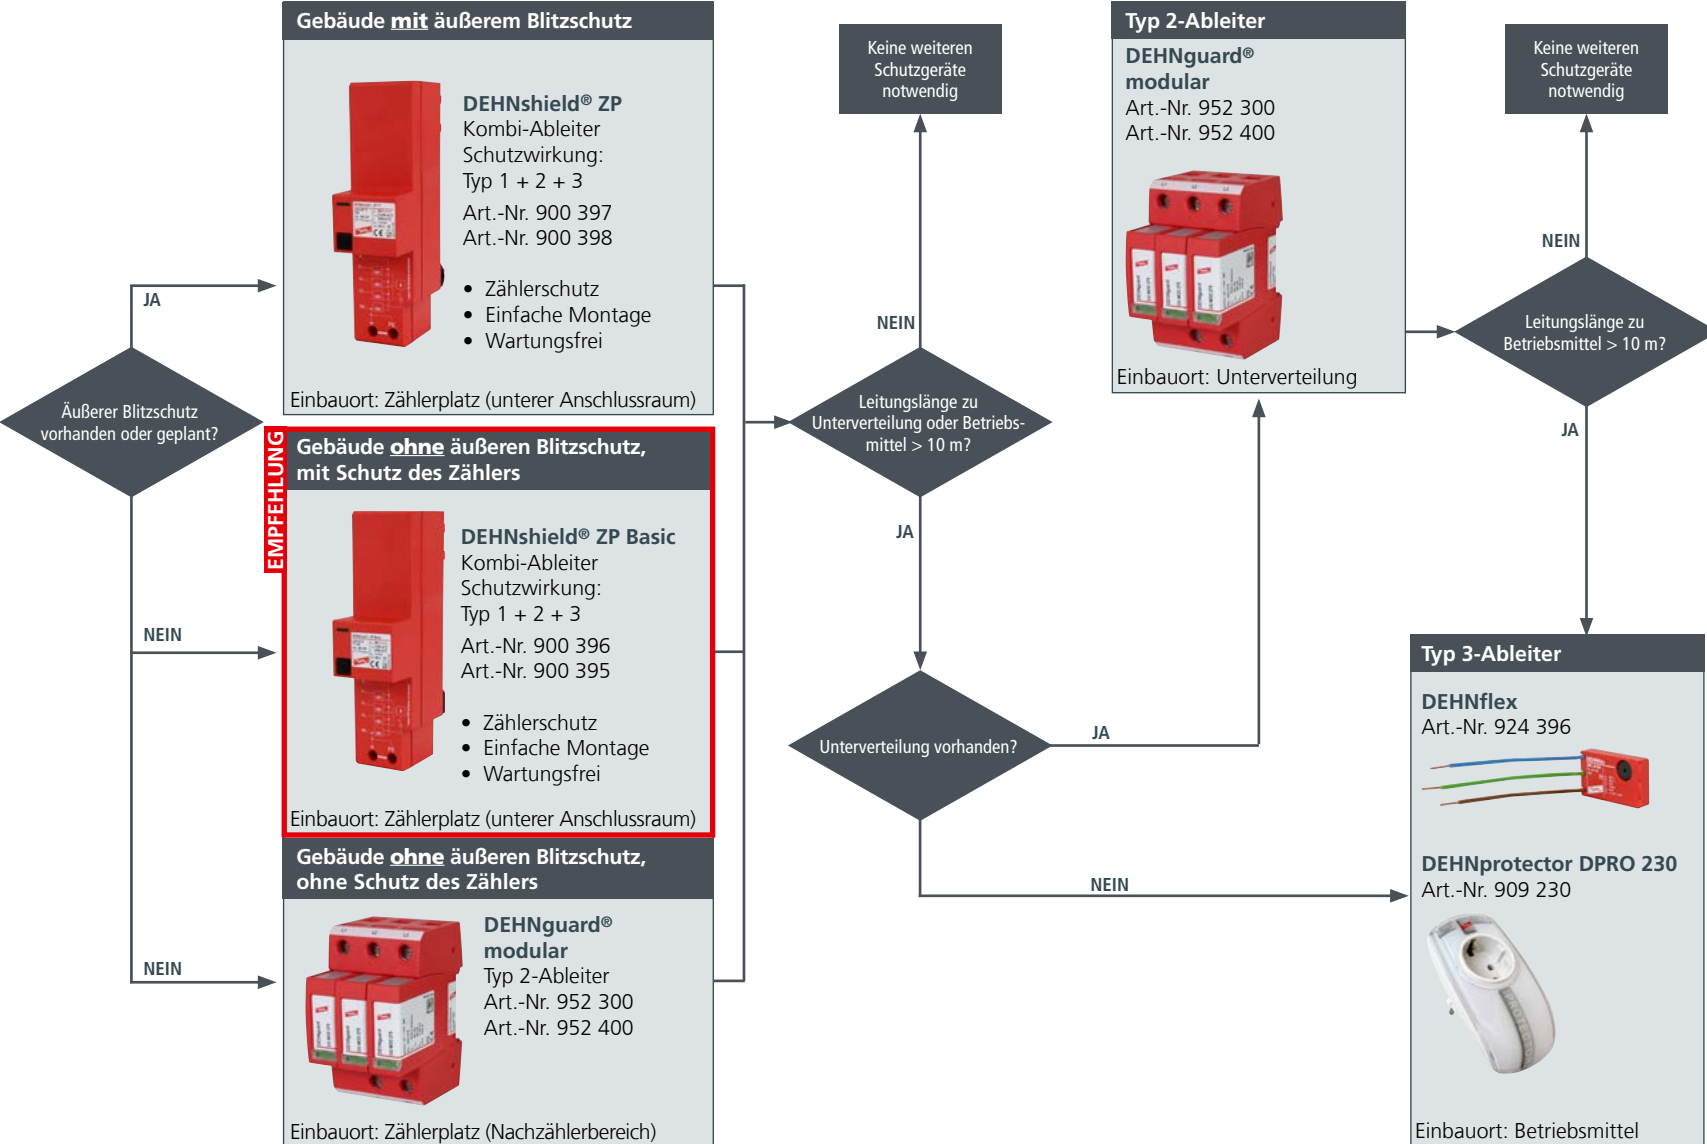 Äußerer Blitzschutz
vorhanden oder geplant?
JA
NEIN
NEIN
Gebäude mit äußerem Blitzschutz
DEHNshield® ZP
Kombi-Ableiter
Schutzwirkung:
Typ 1 + 2 + 3
Art.-Nr. 900 397
Art.-Nr. 900 398
• Zählerschutz
• Einfache Montage
• Wartungsfrei
Einbauort: Zählerplatz (unterer Anschlussraum)
EMPFEHLUNG
Gebäude ohne äußeren Blitzschutz,
mit Schutz des Zählers
DEHNshield® ZP Basic
Kombi-Ableiter
Schutzwirkung:
Typ 1 + 2 + 3
Art.-Nr. 900 396
Art.-Nr. 900 395
• Zählerschutz
• Einfache Montage
• Wartungsfrei
Einbauort: Zählerplatz (unterer Anschlussraum)
Gebäude ohne äußeren Blitzschutz,
ohne Schutz des Zählers
DEHNguard®
modular
Typ 2-Ableiter
Art.-Nr. 952 300
Art.-Nr. 952 400
Einbauort: Zählerplatz (Nachzählerbereich)
Keine weiteren
Schutzgeräte
notwendig
NEIN
Leitungslänge zu
Unterverteilung oder Betriebs-
mittel > 10 m?
JA
Unterverteilung vorhanden?
JA
NEIN
Typ 2-Ableiter
DEHNguard®
modular
Art.-Nr. 952 300
Art.-Nr. 952 400
Einbauort: Unterverteilung
Keine weiteren
Schutzgeräte
notwendig
NEIN
Leitungslänge zu
Betriebsmittel > 10 m?
JA
Typ 3-Ableiter
DEHNflex
Art.-Nr. 924 396
DEHNprotector DPRO 230
Art.-Nr. 909 230
Einbauort: Betriebsmittel